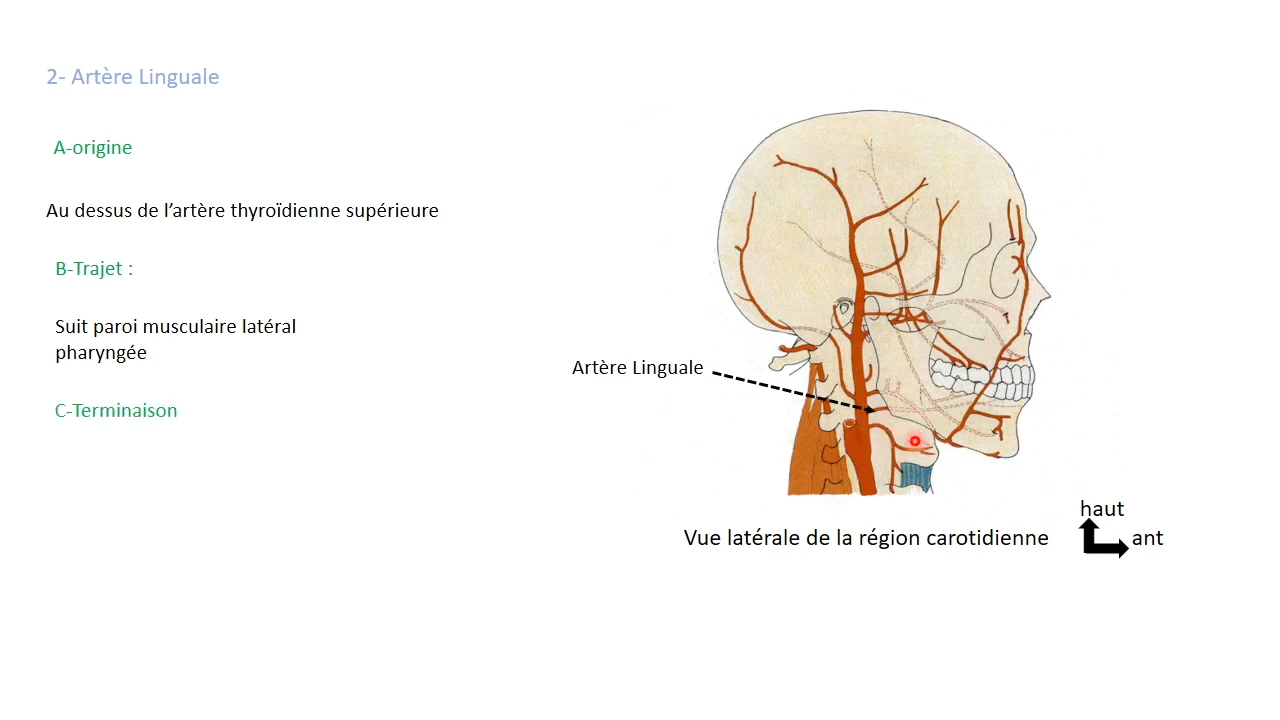 2- Artère Linguale
A-origine
Au dessus de l’artère thyroïdienne supérieure
B-Trajet :
Suit paroi musculaire latéral
pharyngée
C-Terminaison
Artère Linguale
haut
ant
Vue latérale de la région carotidienne